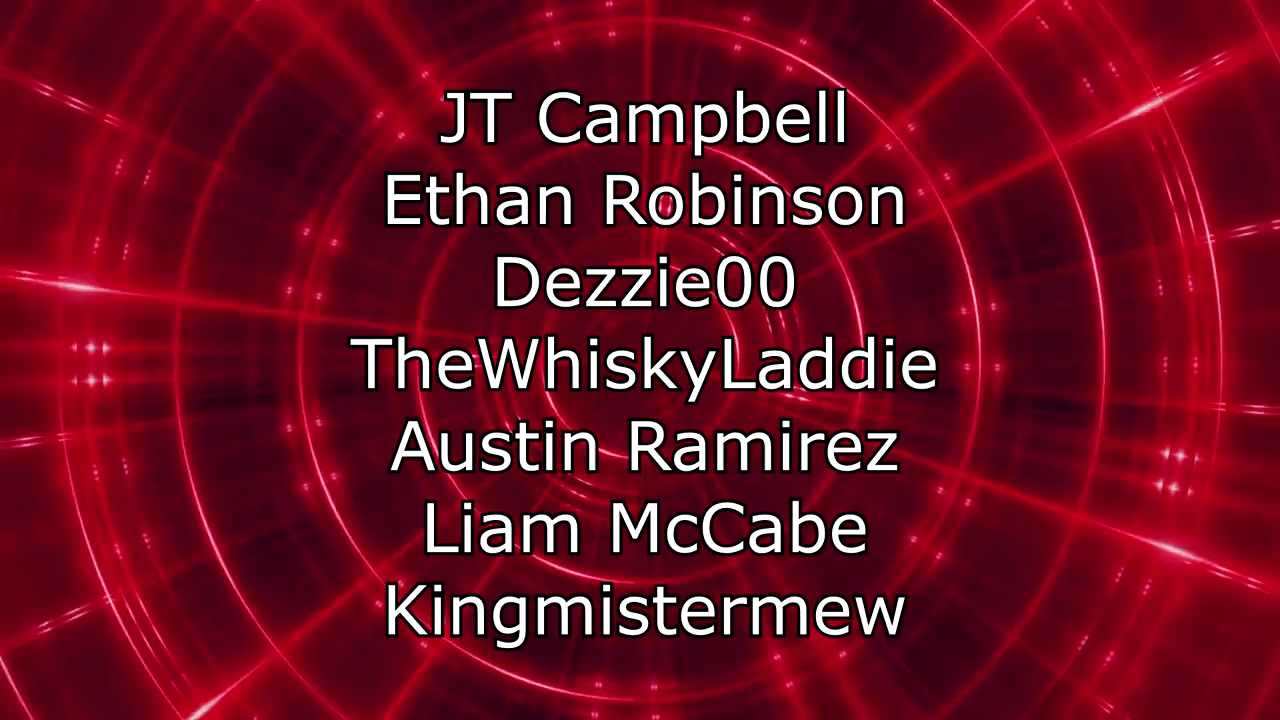 JT Campbell
Ethan Robinson
Dezzie00
TheWhiskyLaddie
Austin Ramirez
Liam McCabe
Kingmistermew